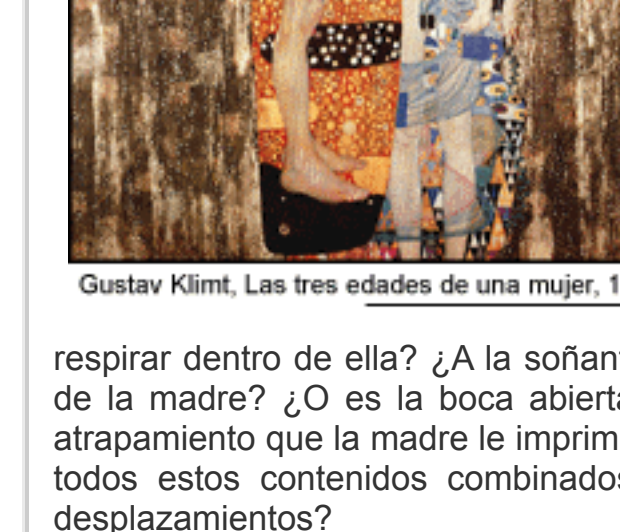 Gustav Klimt, Las tres edades de una mujer, 1
respirar dentro de ella? ¿A la soñant
de la madre? ¿O es la boca abierta
atrapamiento que la madre le imprim
todos estos contenidos combinados
desplazamientos?